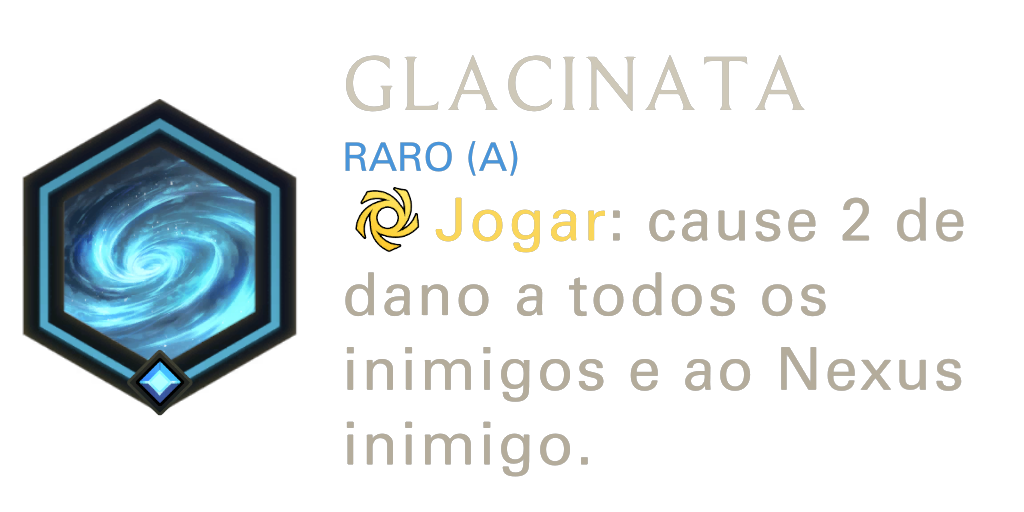 GLACINATA
RARO (A)
Jogar: cause 2 de
dano a todos os
inimigos e ao Nexus
inimigo.